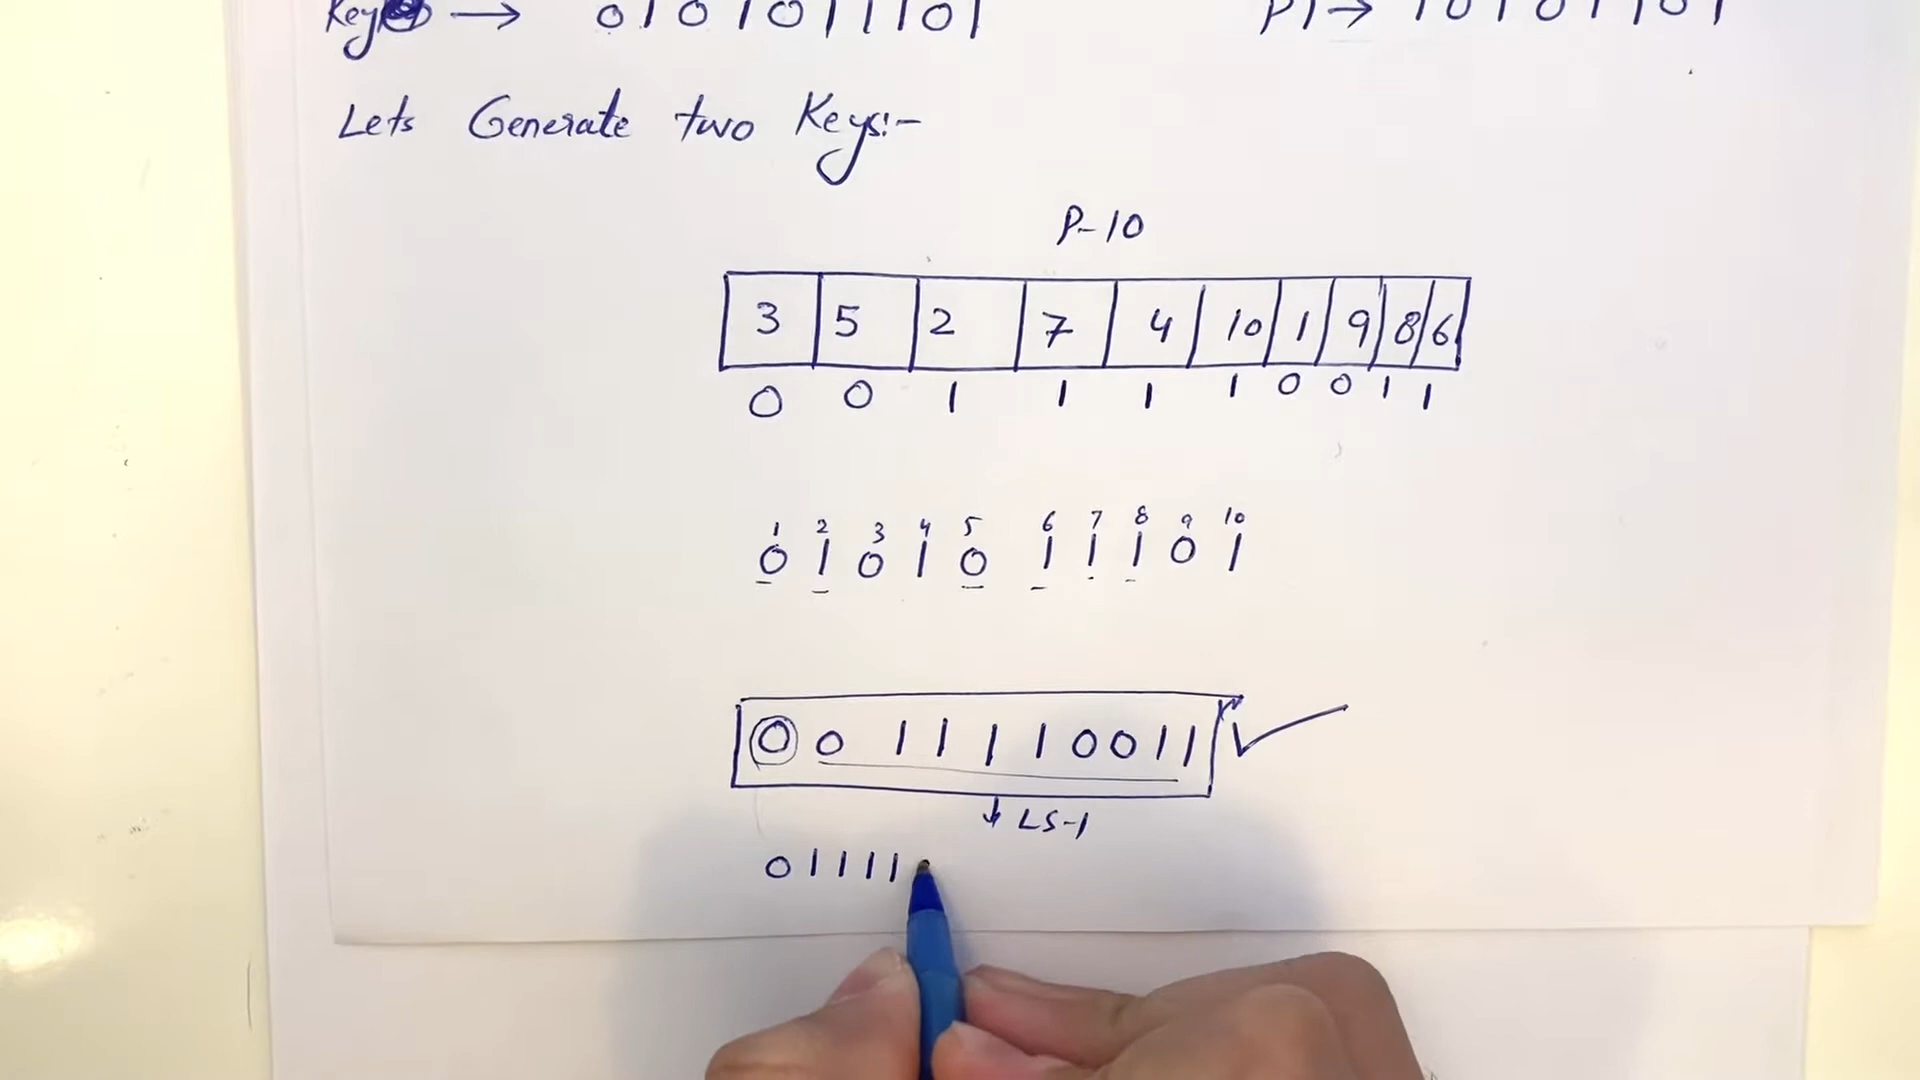 Key → 0 1 0 1 0 1 1 1 0 1 PT → 1 0 1 0 1 1 0 1
Lets Generate two Keys:-
P-10
3 5 2 7 4 10 1 9 8 6
0 0 1 1 1 1 0 0 1 1
1 2 3 4 5 6 7 8 9 10
0 1 0 1 0 1 1 1 0 1
0 0 1 1 1 1 0 0 1 1
↓ LS-1
0 1 1 1 1